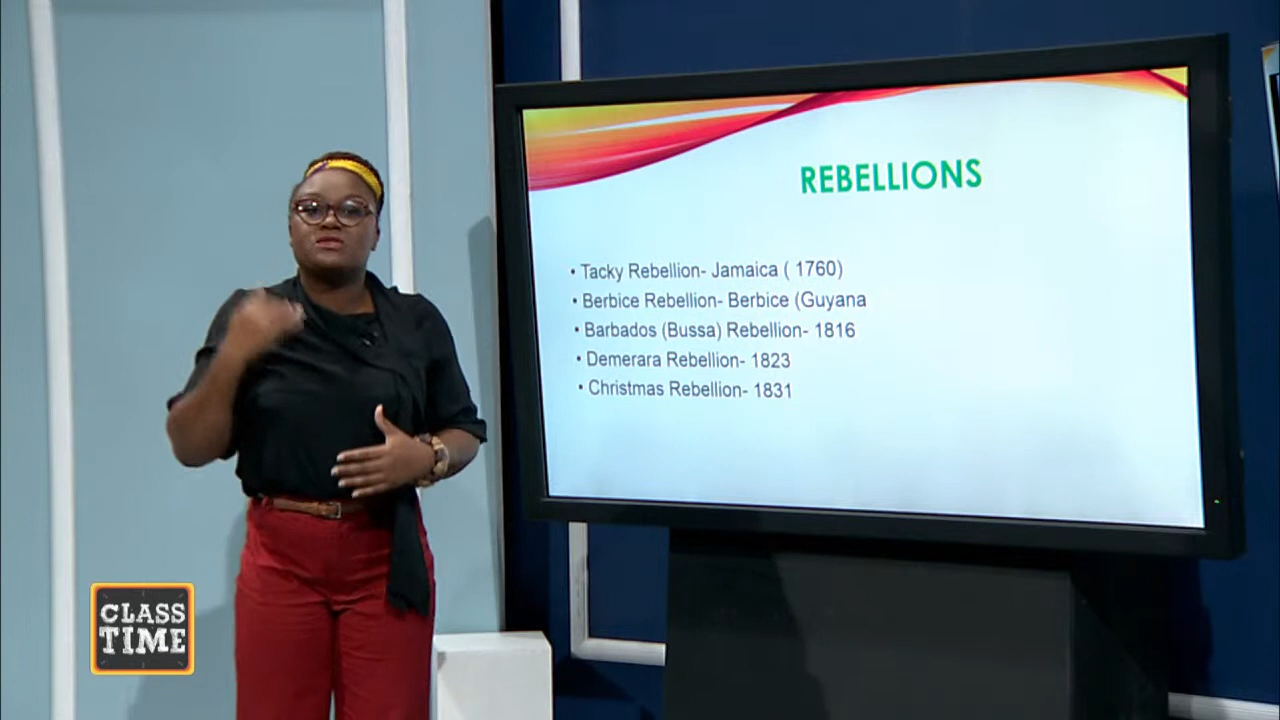 REBELLIONS
• Tacky Rebellion- Jamaica ( 1760)
• Berbice Rebellion- Berbice (Guyana
• Barbados (Bussa) Rebellion- 1816
• Demerara Rebellion- 1823
• Christmas Rebellion- 1831
CLASS
TIME